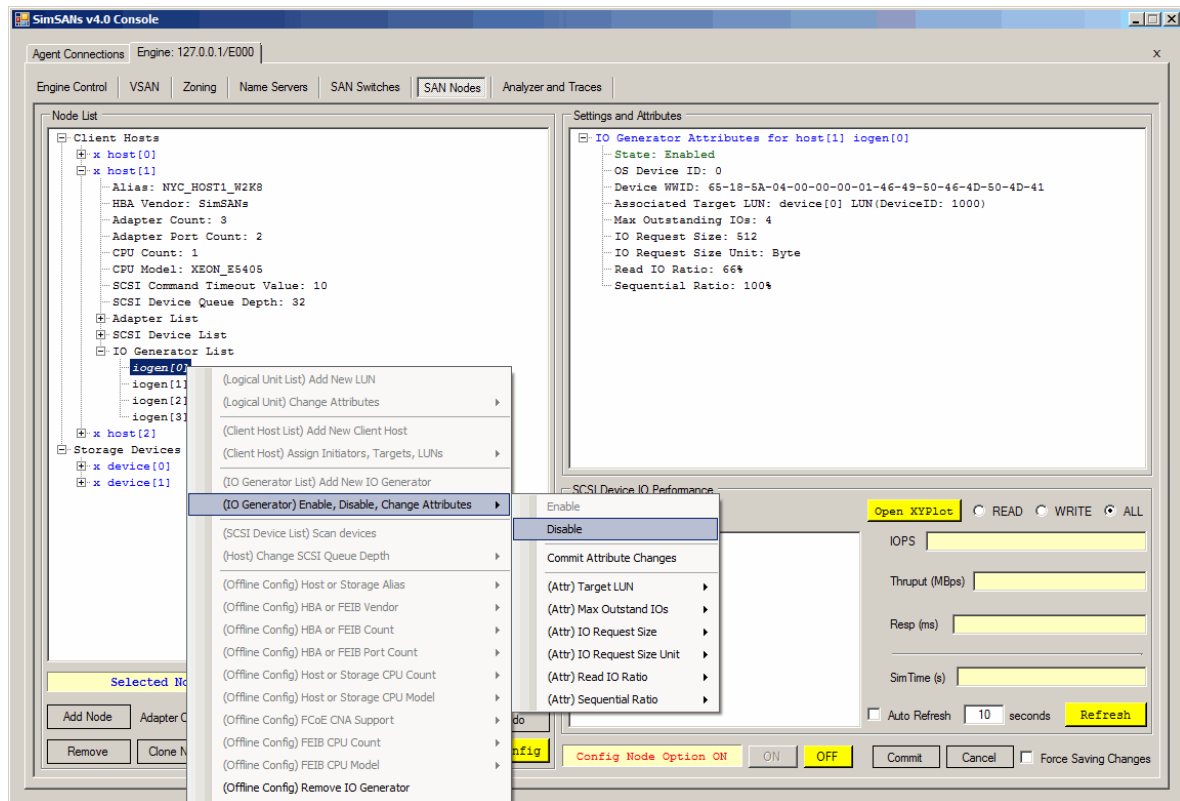 SimSANs v4.0 Console
Agent Connections
Engine: 127.0.0.1/E000
x
Engine Control
VSAN
Zoning
Name Servers
SAN Switches
SAN Nodes
Analyzer and Traces
Node List
Client Hosts
x host[0]
x host[1]
Alias: NYC_HOST1_W2K8
HBA Vendor: SimSANs
Adapter Count: 3
Adapter Port Count: 2
CPU Count: 1
CPU Model: XEON_E5405
SCSI Command Timeout Value: 10
SCSI Device Queue Depth: 32
Adapter List
SCSI Device List
IO Generator List
iogen[0]
iogen[1]
iogen[2]
iogen[3]
x host[2]
Storage Devices
x device[0]
x device[1]
Selected No
Add Node
Adapter C
do
Remove
Clone N
nfig
(Logical Unit List) Add New LUN
(Logical Unit) Change Attributes
(Client Host List) Add New Client Host
(Client Host) Assign Initiators, Targets, LUNs
(IO Generator List) Add New IO Generator
(IO Generator) Enable, Disable, Change Attributes
(SCSI Device List) Scan devices
(Host) Change SCSI Queue Depth
(Offline Config) Host or Storage Alias
(Offline Config) HBA or FEIB Vendor
(Offline Config) HBA or FEIB Count
(Offline Config) HBA or FEIB Port Count
(Offline Config) Host or Storage CPU Count
(Offline Config) Host or Storage CPU Model
(Offline Config) FCoE CNA Support
(Offline Config) FEIB CPU Count
(Offline Config) FEIB CPU Model
(Offline Config) Remove IO Generator
Enable
Disable
Commit Attribute Changes
(Attr) Target LUN
(Attr) Max Outstand IOs
(Attr) IO Request Size
(Attr) IO Request Size Unit
(Attr) Read IO Ratio
(Attr) Sequential Ratio
Settings and Attributes
IO Generator Attributes for host[1] iogen[0]
State: Enabled
OS Device ID: 0
Device WWID: 65-18-5A-04-00-00-00-01-46-49-50-46-4D-50-4D-41
Associated Target LUN: device[0] LUN(DeviceID: 1000)
Max Outstanding IOs: 4
IO Request Size: 512
IO Request Size Unit: Byte
Read IO Ratio: 66%
Sequential Ratio: 100%
SCSI Device IO Performance
Open XYPlot
READ
WRITE
ALL
IOPS
Thruput (MBps)
Resp (ms)
SimTime (s)
Auto Refresh
10
seconds
Refresh
Config Node Option ON
ON
OFF
Commit
Cancel
Force Saving Changes